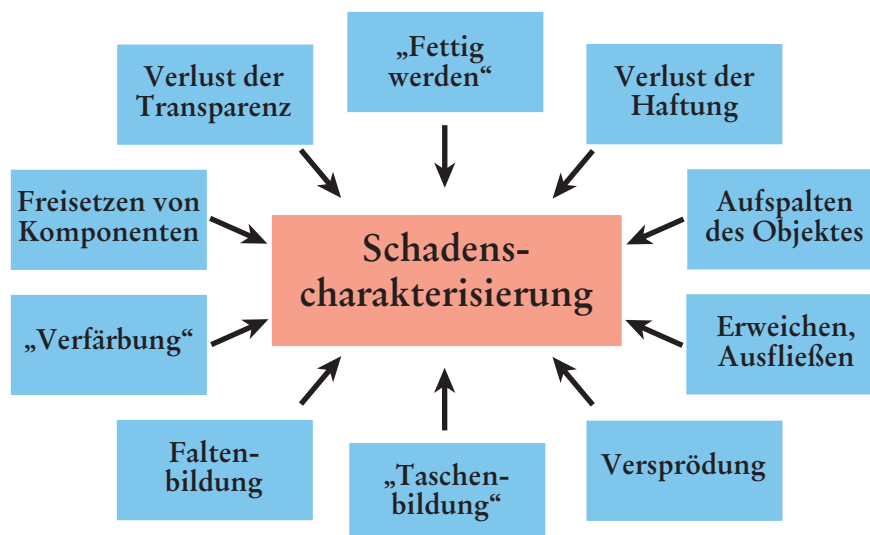 „Fettig
werden“
Verlust der
Transparenz
Verlust der
Haftung
Freisetzen von
Komponenten
Aufspalten
des Objektes
Schadens-
charakterisierung
„Verfärbung“
Erweichen,
Ausfließen
Falten-
bildung
„Taschen-
bildung“
Versprödung